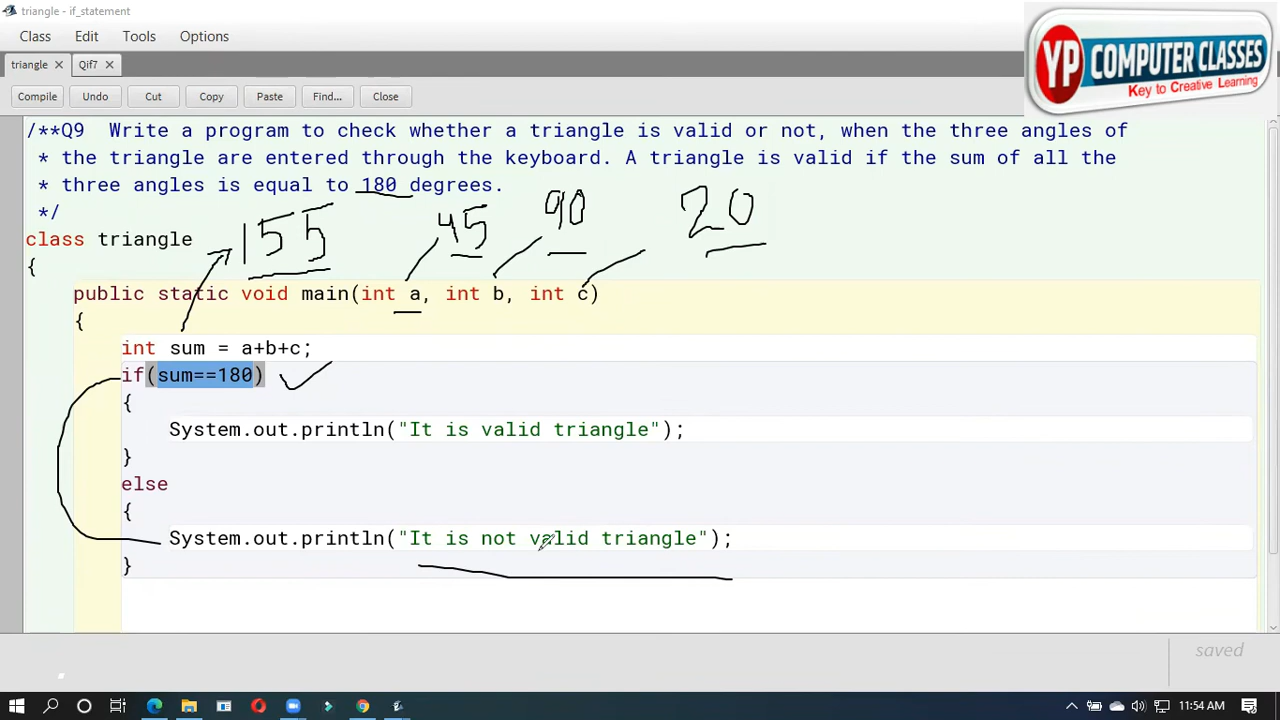 triangle - if_statement
Class Edit Tools Options
triangle × Qif7 ×
Compile Undo Cut Copy Paste Find... Close
YP COMPUTER CLASSES
Key to Creative Learning
/**Q9 Write a program to check whether a triangle is valid or not, when the three angles of
* the triangle are entered through the keyboard. A triangle is valid if the sum of all the
* three angles is equal to 180 degrees.
*/
155 45 90 20
class triangle
{
public static void main(int a, int b, int c)
{
int sum = a+b+c;
if(sum==180)
{
System.out.println("It is valid triangle");
}
else
{
System.out.println("It is not valid triangle");
}
saved
11:54 AM